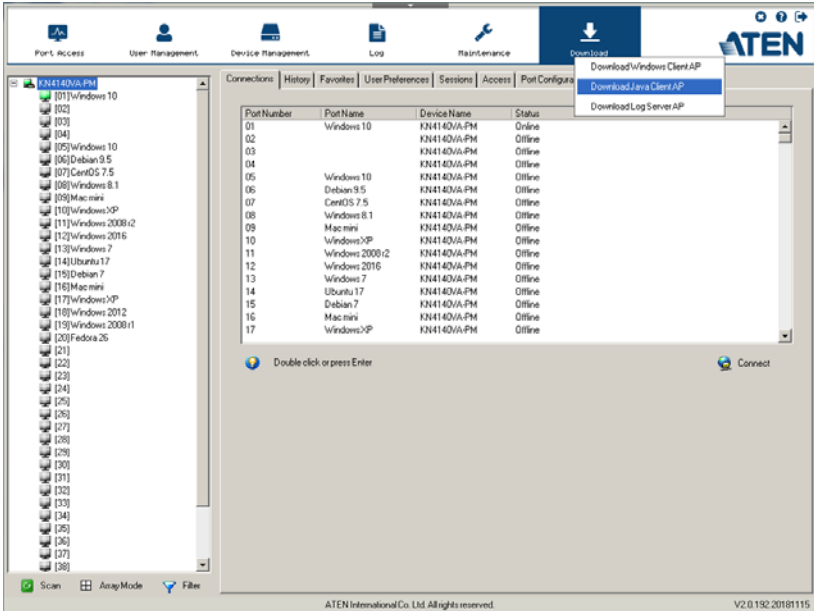 Port Access
User Management
Device Management
Log
Maintenance
Download
ATEN
Download Windows Client AP
Download Java Client AP
Download Log Server AP
KN4140VA-PM
[01]Windows 10
[02]
[03]
[04]
[05]Windows 10
[06]Debian 9.5
[07]CentOS 7.5
[08]Windows 8.1
[09]Mac mini
[10]Windows XP
[11]Windows 2008 r2
[12]Windows 2016
[13]Windows 7
[14]Ubuntu 17
[15]Debian 7
[16]Mac mini
[17]Windows XP
[18]Windows 2012
[19]Windows 2008 r1
[20]Fedora 26
[21]
[22]
[23]
[24]
[25]
[26]
[27]
[28]
[29]
[30]
[31]
[32]
[33]
[34]
[35]
[36]
[37]
[38]
Scan Array Mode Filter
Connections History Favorites User Preferences Sessions Access Port Configura
Port Number Port Name Device Name Status
01 Windows 10 KN4140VA-PM Online
02 KN4140VA-PM Offline
03 KN4140VA-PM Offline
04 KN4140VA-PM Offline
05 Windows 10 KN4140VA-PM Offline
06 Debian 9.5 KN4140VA-PM Offline
07 CentOS 7.5 KN4140VA-PM Offline
08 Windows 8.1 KN4140VA-PM Offline
09 Mac mini KN4140VA-PM Offline
10 Windows XP KN4140VA-PM Offline
11 Windows 2008 r2 KN4140VA-PM Offline
12 Windows 2016 KN4140VA-PM Offline
13 Windows 7 KN4140VA-PM Offline
14 Ubuntu 17 KN4140VA-PM Offline
15 Debian 7 KN4140VA-PM Offline
16 Mac mini KN4140VA-PM Offline
17 Windows XP KN4140VA-PM Offline
Double click or press Enter
Connect
ATEN International Co. Ltd. All rights reserved.
V2.0.192.20181115